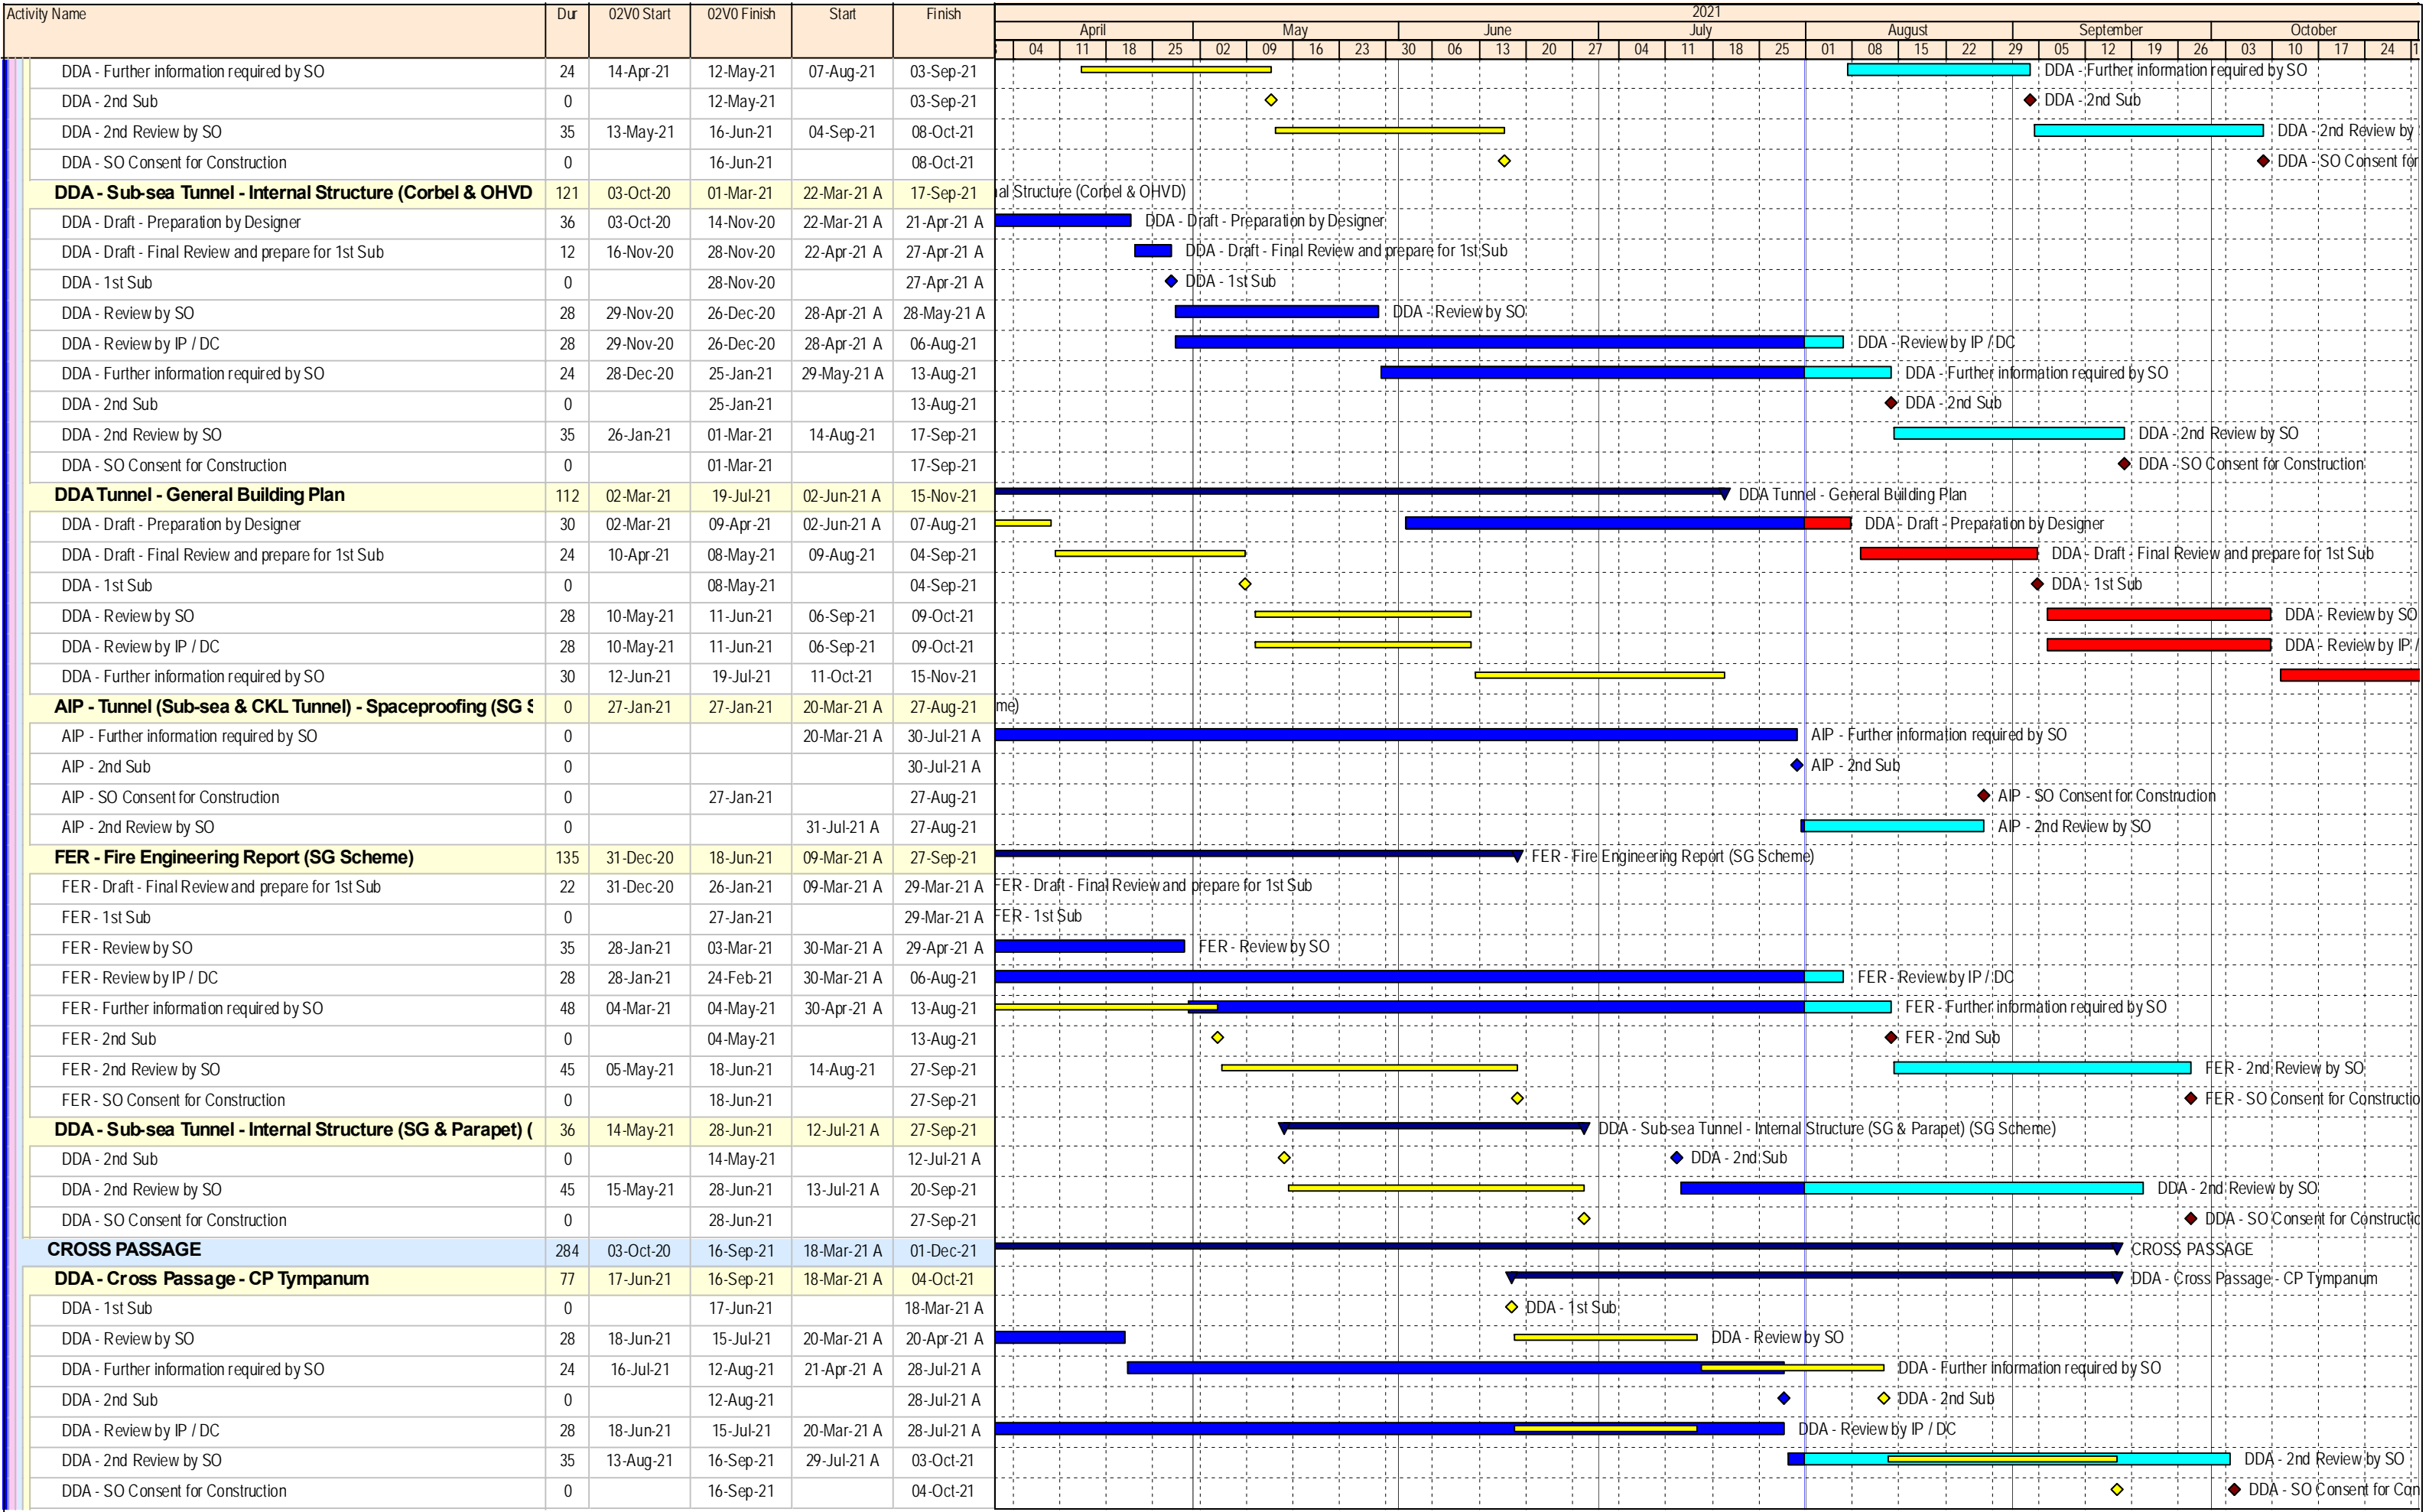 Activity Name Dur 02V0 Start 02V0 Finish Start Finish 2021
April May June July August September October
04 11 18 25 02 09 16 23 30 06 13 20 27 04 11 18 25 01 08 15 22 29 05 12 19 26 03 10 17 24 1
DDA - Further information required by SO 24 14-Apr-21 12-May-21 07-Aug-21 03-Sep-21 DDA - Further information required by SO
DDA - 2nd Sub 0 12-May-21 03-Sep-21 DDA - 2nd Sub
DDA - 2nd Review by SO 35 13-May-21 16-Jun-21 04-Sep-21 08-Oct-21 DDA - 2nd Review by
DDA - SO Consent for Construction 0 16-Jun-21 08-Oct-21 DDA - SO Consent for
DDA - Sub-sea Tunnel - Internal Structure (Corbel & OHVD 121 03-Oct-20 01-Mar-21 22-Mar-21 A 17-Sep-21 al Structure (Corbel & OHVD)
DDA - Draft - Preparation by Designer 36 03-Oct-20 14-Nov-20 22-Mar-21 A 21-Apr-21 A DDA - Draft - Preparation by Designer
DDA - Draft - Final Review and prepare for 1st Sub 12 16-Nov-20 28-Nov-20 22-Apr-21 A 27-Apr-21 A DDA - Draft - Final Review and prepare for 1st Sub
DDA - 1st Sub 0 28-Nov-20 27-Apr-21 A DDA - 1st Sub
DDA - Review by SO 28 29-Nov-20 26-Dec-20 28-Apr-21 A 28-May-21 A DDA - Review by SO
DDA - Review by IP / DC 28 29-Nov-20 26-Dec-20 28-Apr-21 A 06-Aug-21 DDA - Review by IP / DC
DDA - Further information required by SO 24 28-Dec-20 25-Jan-21 29-May-21 A 13-Aug-21 DDA - Further information required by SO
DDA - 2nd Sub 0 25-Jan-21 13-Aug-21 DDA - 2nd Sub
DDA - 2nd Review by SO 35 26-Jan-21 01-Mar-21 14-Aug-21 17-Sep-21 DDA - 2nd Review by SO
DDA - SO Consent for Construction 0 01-Mar-21 17-Sep-21 DDA - SO Consent for Construction
DDA Tunnel - General Building Plan 112 02-Mar-21 19-Jul-21 02-Jun-21 A 15-Nov-21 DDA Tunnel - General Building Plan
DDA - Draft - Preparation by Designer 30 02-Mar-21 09-Apr-21 02-Jun-21 A 07-Aug-21 DDA - Draft - Preparation by Designer
DDA - Draft - Final Review and prepare for 1st Sub 24 10-Apr-21 08-May-21 09-Aug-21 04-Sep-21 DDA - Draft - Final Review and prepare for 1st Sub
DDA - 1st Sub 0 08-May-21 04-Sep-21 DDA - 1st Sub
DDA - Review by SO 28 10-May-21 11-Jun-21 06-Sep-21 09-Oct-21 DDA - Review by SO
DDA - Review by IP / DC 28 10-May-21 11-Jun-21 06-Sep-21 09-Oct-21 DDA - Review by IP /
DDA - Further information required by SO 30 12-Jun-21 19-Jul-21 11-Oct-21 15-Nov-21
AIP - Tunnel (Sub-sea & CKL Tunnel) - Spaceproofing (SG S 0 27-Jan-21 27-Jan-21 20-Mar-21 A 27-Aug-21 me)
AIP - Further information required by SO 0 20-Mar-21 A 30-Jul-21 A AIP - Further information required by SO
AIP - 2nd Sub 0 30-Jul-21 A AIP - 2nd Sub
AIP - SO Consent for Construction 0 27-Jan-21 27-Aug-21 AIP - SO Consent for Construction
AIP - 2nd Review by SO 0 31-Jul-21 A 27-Aug-21 AIP - 2nd Review by SO
FER - Fire Engineering Report (SG Scheme) 135 31-Dec-20 18-Jun-21 09-Mar-21 A 27-Sep-21 FER - Fire Engineering Report (SG Scheme)
FER - Draft - Final Review and prepare for 1st Sub 22 31-Dec-20 26-Jan-21 09-Mar-21 A 29-Mar-21 A FER - Draft - Final Review and prepare for 1st Sub
FER - 1st Sub 0 27-Jan-21 29-Mar-21 A FER - 1st Sub
FER - Review by SO 35 28-Jan-21 03-Mar-21 30-Mar-21 A 29-Apr-21 A FER - Review by SO
FER - Review by IP / DC 28 28-Jan-21 24-Feb-21 30-Mar-21 A 06-Aug-21 FER - Review by IP / DC
FER - Further information required by SO 48 04-Mar-21 04-May-21 30-Apr-21 A 13-Aug-21 FER - Further information required by SO
FER - 2nd Sub 0 04-May-21 13-Aug-21 FER - 2nd Sub
FER - 2nd Review by SO 45 05-May-21 18-Jun-21 14-Aug-21 27-Sep-21 FER - 2nd Review by SO
FER - SO Consent for Construction 0 18-Jun-21 27-Sep-21 FER - SO Consent for Constructio
DDA - Sub-sea Tunnel - Internal Structure (SG & Parapet) ( 36 14-May-21 28-Jun-21 12-Jul-21 A 27-Sep-21 DDA - Sub-sea Tunnel - Internal Structure (SG & Parapet) (SG Scheme)
DDA - 2nd Sub 0 14-May-21 12-Jul-21 A DDA - 2nd Sub
DDA - 2nd Review by SO 45 15-May-21 28-Jun-21 13-Jul-21 A 20-Sep-21 DDA - 2nd Review by SO
DDA - SO Consent for Construction 0 28-Jun-21 27-Sep-21 DDA - SO Consent for Constructic
CROSS PASSAGE 284 03-Oct-20 16-Sep-21 18-Mar-21 A 01-Dec-21 CROSS PASSAGE
DDA - Cross Passage - CP Tympanum 77 17-Jun-21 16-Sep-21 18-Mar-21 A 04-Oct-21 DDA - Cross Passage - CP Tympanum
DDA - 1st Sub 0 17-Jun-21 18-Mar-21 A DDA - 1st Sub
DDA - Review by SO 28 18-Jun-21 15-Jul-21 20-Mar-21 A 20-Apr-21 A DDA - Review by SO
DDA - Further information required by SO 24 16-Jul-21 12-Aug-21 21-Apr-21 A 28-Jul-21 A DDA - Further information required by SO
DDA - 2nd Sub 0 12-Aug-21 28-Jul-21 A DDA - 2nd Sub
DDA - Review by IP / DC 28 18-Jun-21 15-Jul-21 20-Mar-21 A 28-Jul-21 A DDA - Review by IP / DC
DDA - 2nd Review by SO 35 13-Aug-21 16-Sep-21 29-Jul-21 A 03-Oct-21 DDA - 2nd Review by SO
DDA - SO Consent for Construction 0 16-Sep-21 04-Oct-21 DDA - SO Consent for Con